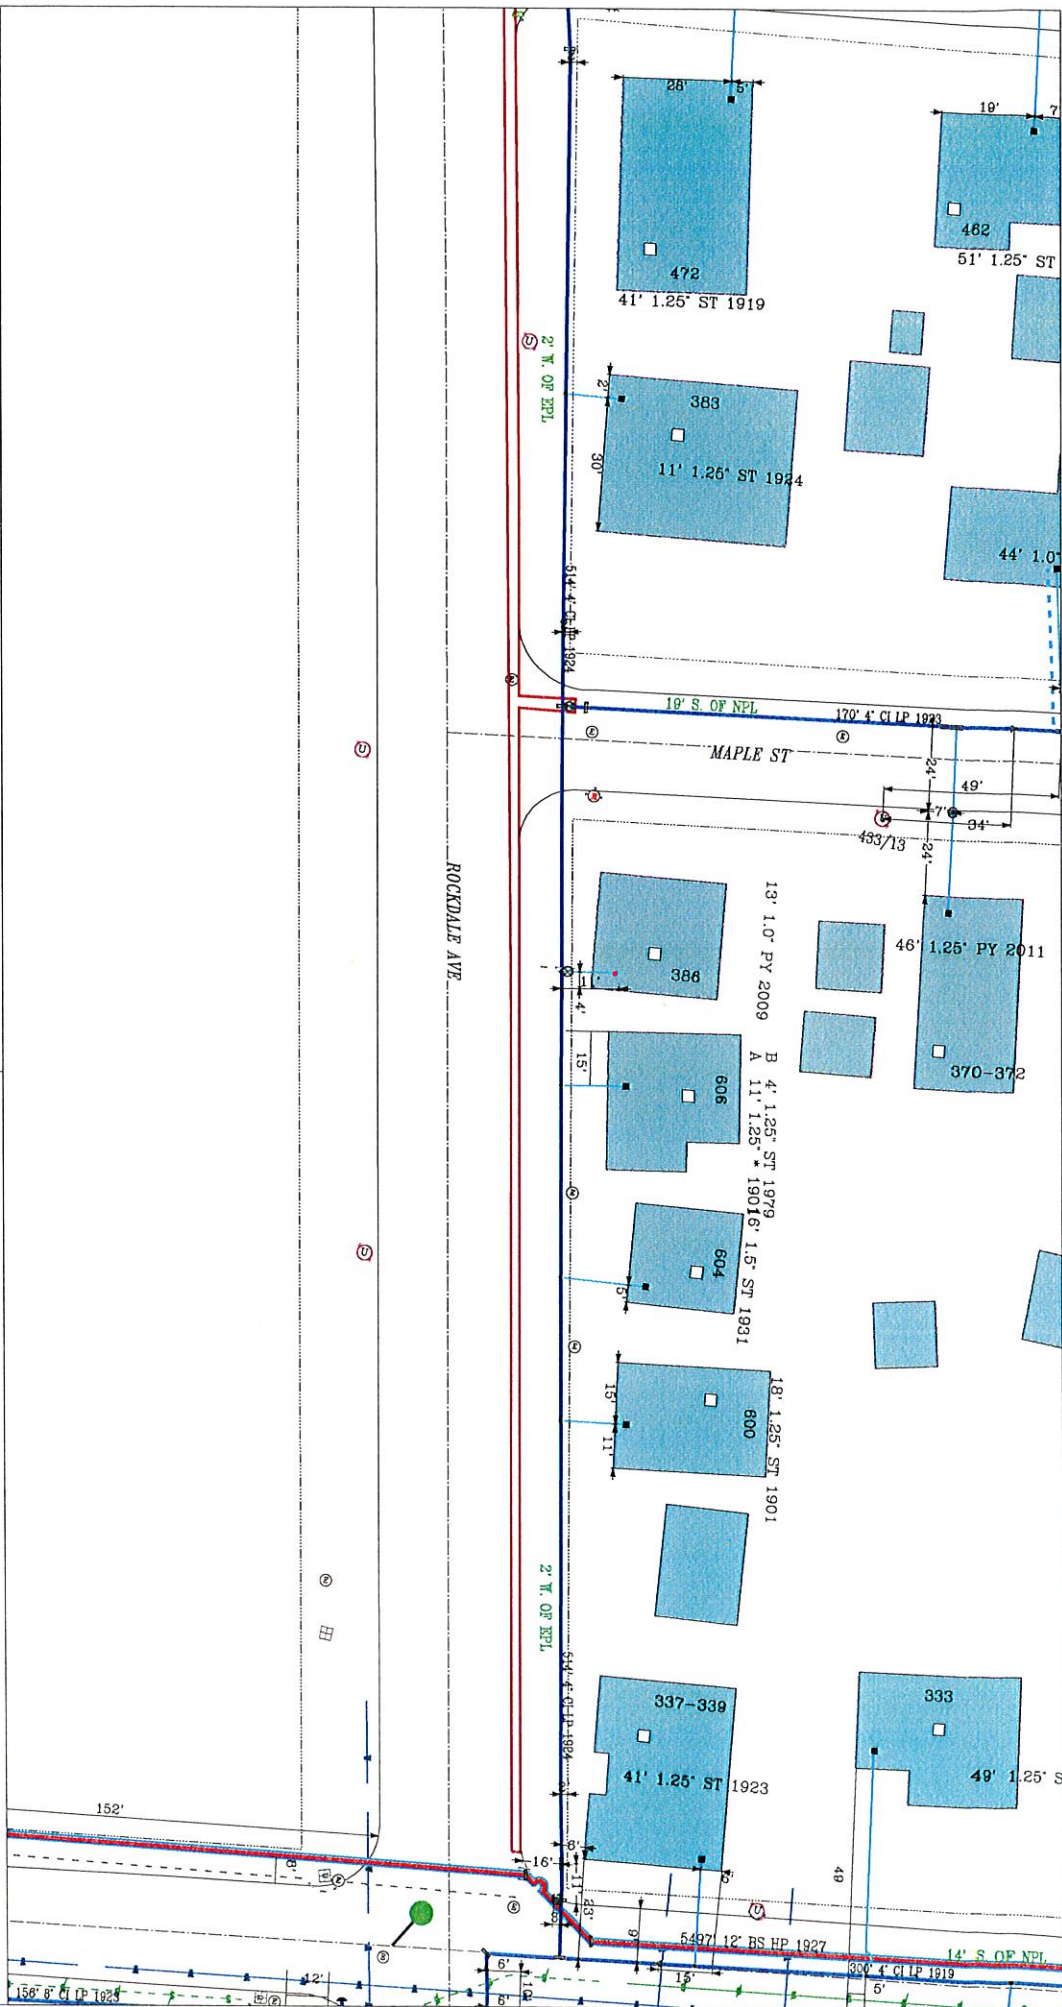 28'
5'
19'
7
462
51' 1.25" ST
472
41' 1.25" ST 1919
U
2' W. OF EPL
2'
383
30'
11' 1.25" ST 1924
44' 1.0"
514' 4" CI LP 1924
19' S. OF NPL
170' 4" CI LP 1923
MAPLE ST
U
24'
49'
7'
34'
433/13
24'
ROCKDALE AVE
13' 1.0" PY 2009
46' 1.25" PY 2011
386
4'
370-372
15'
606
B 4' 1.25" ST 1979
A 11' 1.25" * 1901
6' 1.5" ST 1931
604
5'
U
15'
11'
600
18' 1.25" ST 1901
2' W. OF EPL
514' 4" CI LP 1924
337-339
41' 1.25" ST 1923
333
49' 1.25" S
2'
152'
8'
16'
8'
11'
23'
49
U
5497' 12" BS HP 1927
14' S. OF NPL
300' 4" CI LP 1919
5'
15'
6'
10'
6'
12'
156' 8" CI LP 1923